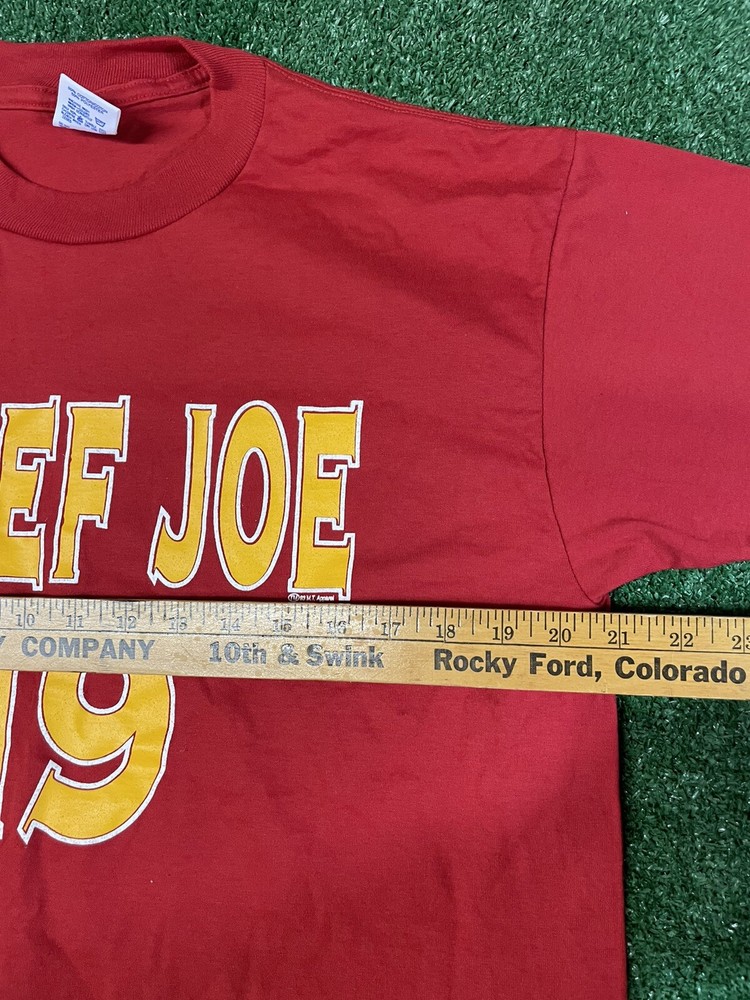 EF JOE
10 11 12 13 14 15 16 17 18 19 20 21 22 23
Y COMPANY 10th & Swink Rocky Ford, Colorado
19